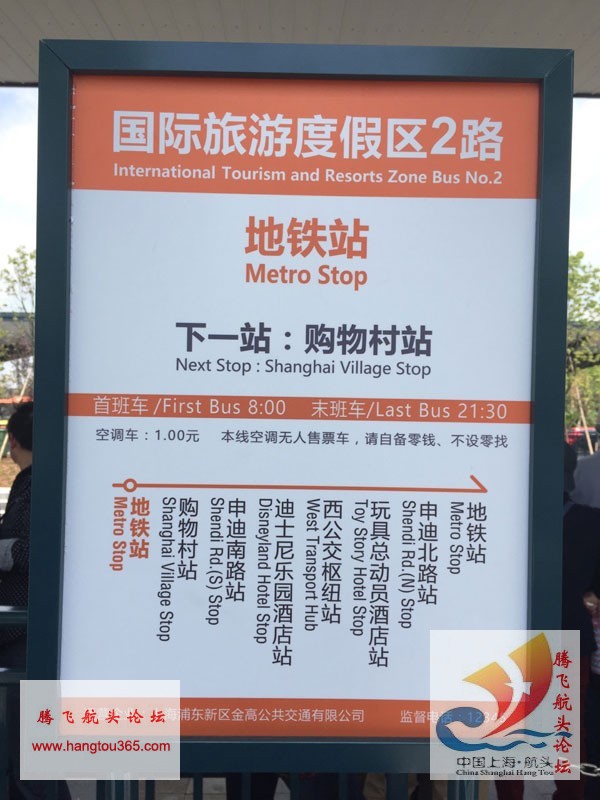 国际旅游度假区2路
International Tourism and Resorts Zone Bus No.2
地铁站
Metro Stop
下一站：购物村站
Next Stop : Shanghai Village Stop
首班车/First Bus 8:00 末班车/Last Bus 21:30
空调车：1.00元 本线空调无人售票车，请自备零钱、不设零找
地铁站
Metro Stop
购物村站
Shanghai Village Stop
申迪南路站
Shendi Rd.(S) Stop
迪士尼乐园酒店站
Disneyland Hotel Stop
西公交枢纽站
West Transport Hub
玩具总动员酒店站
Toy Story Hotel Stop
申迪北路站
Shendi Rd.(N) Stop
地铁站
Metro Stop
海浦东新区金高公共交通有限公司 监督电话：1234
腾飞航头论坛
www.hangtou365.com
腾飞航头论坛
中国上海·航头
China Shanghai Hang Tou